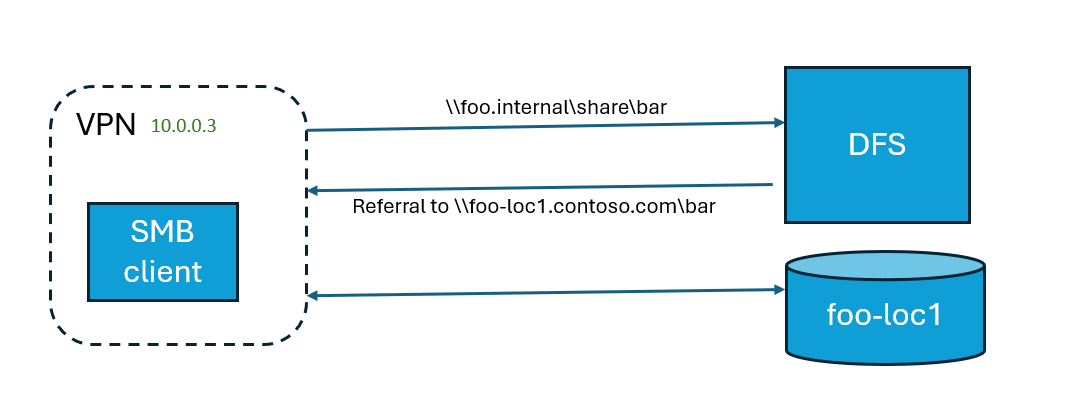 \\foo.internal\share\bar
VPN 10.0.0.3
DFS
Referral to \\foo-loc1.contoso.com\bar
SMB
client
foo-loc1